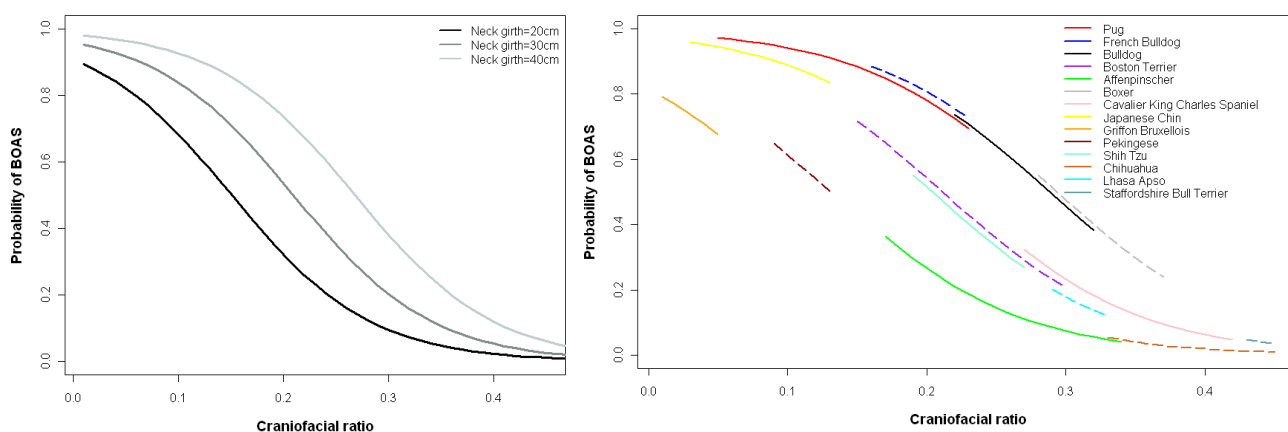 Probability of BOAS
1.0
0.8
0.6
0.4
0.2
0.0
Neck girth=20cm
Neck girth=30cm
Neck girth=40cm
0.0 0.1 0.2 0.3 0.4
Craniofacial ratio
Probability of BOAS
1.0
0.8
0.6
0.4
0.2
0.0
Pug
French Bulldog
Bulldog
Boston Terrier
Affenpinscher
Boxer
Cavalier King Charles Spaniel
Japanese Chin
Griffon Bruxellois
Pekingese
Shih Tzu
Chihuahua
Lhasa Apso
Staffordshire Bull Terrier
0.0 0.1 0.2 0.3 0.4
Craniofacial ratio